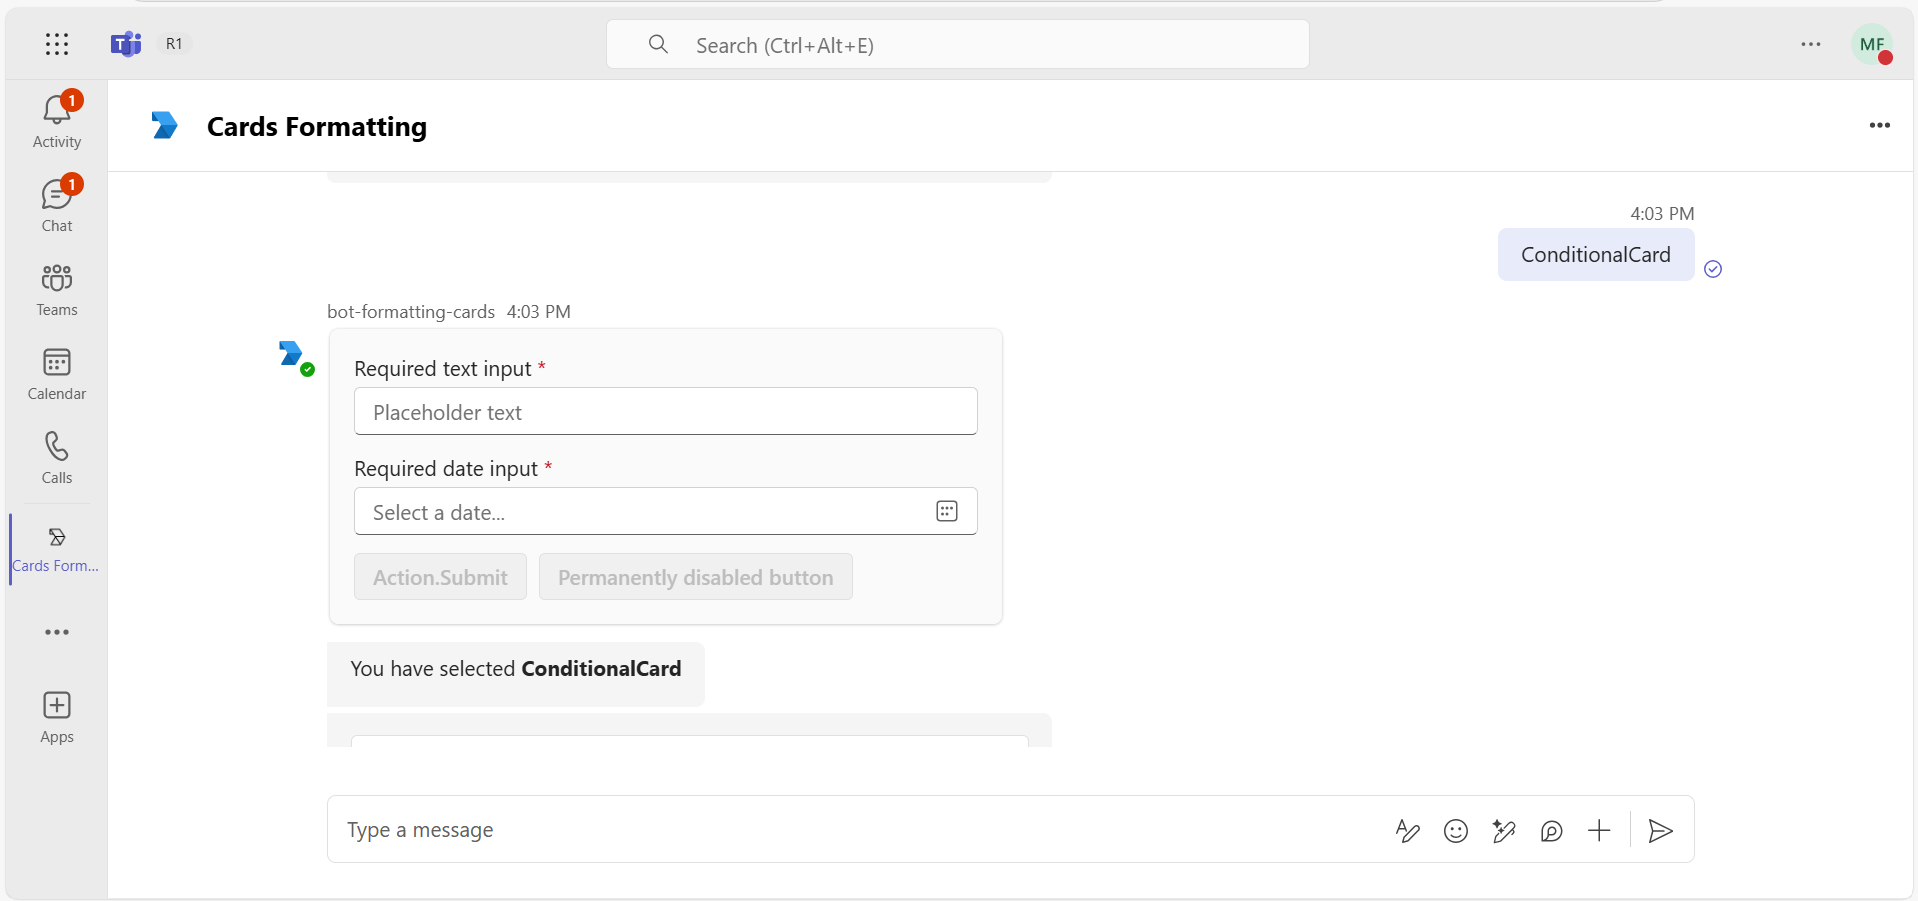 T R1
Search (Ctrl+Alt+E)
MF
1
Activity
1
Chat
Teams
Calendar
Calls
Cards Form...
Apps
Cards Formatting
4:03 PM
ConditionalCard
bot-formatting-cards 4:03 PM
Required text input *
Placeholder text
Required date input *
Select a date...
Action.Submit Permanently disabled button
You have selected ConditionalCard
Type a message